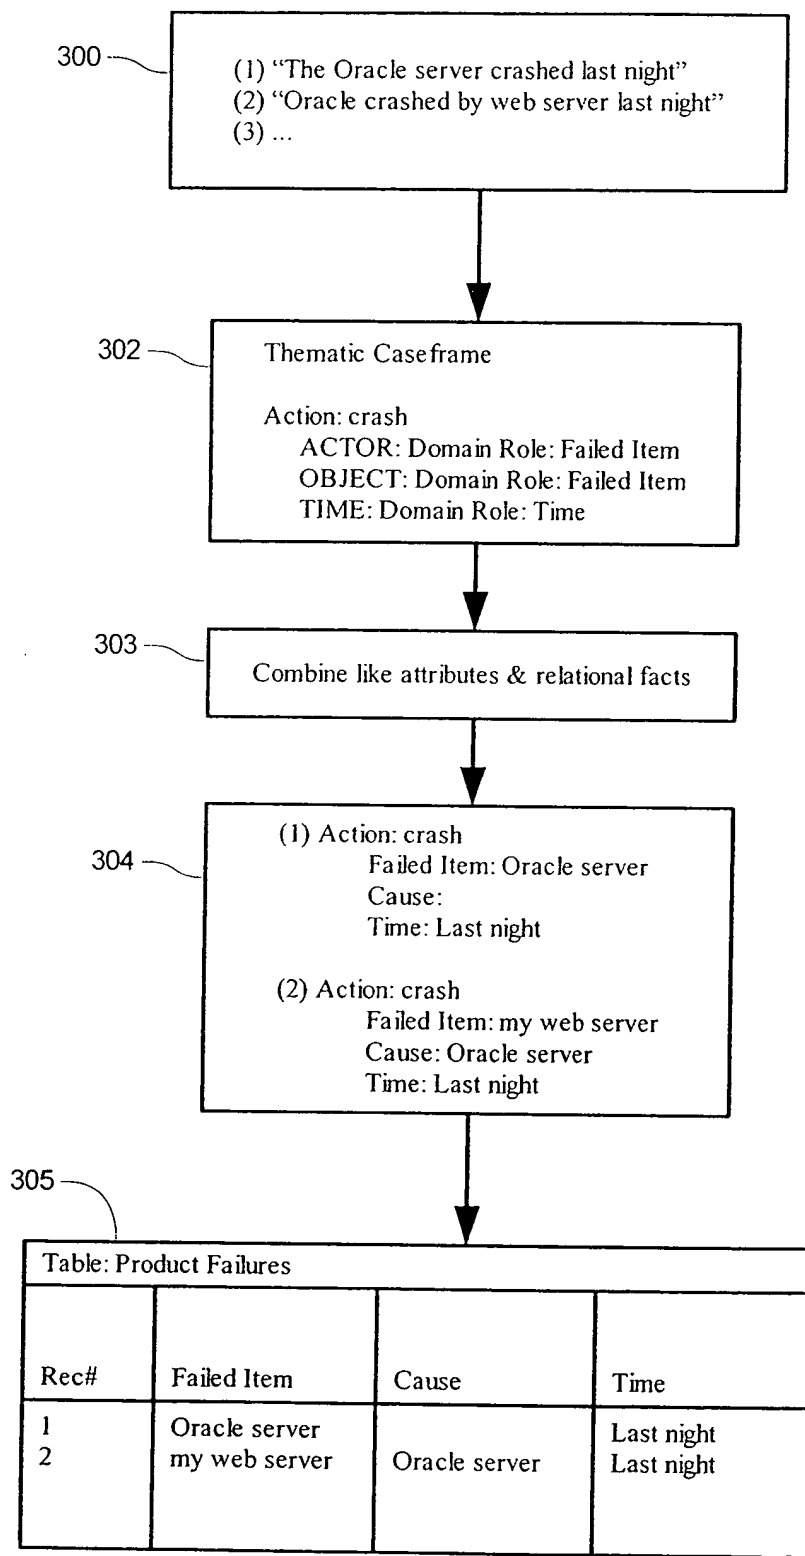 300
(1) "The Oracle server crashed last night"
(2) "Oracle crashed by web server last night"
(3) ...
302
Thematic Caseframe
Action: crash
ACTOR: Domain Role: Failed Item
OBJECT: Domain Role: Failed Item
TIME: Domain Role: Time
303
Combine like attributes & relational facts
304
(1) Action: crash
Failed Item: Oracle server
Cause:
Time: Last night
(2) Action: crash
Failed Item: my web server
Cause: Oracle server
Time: Last night
305
Table: Product Failures
Rec# Failed Item Cause Time
1 Oracle server Last night
2 my web server Oracle server Last night